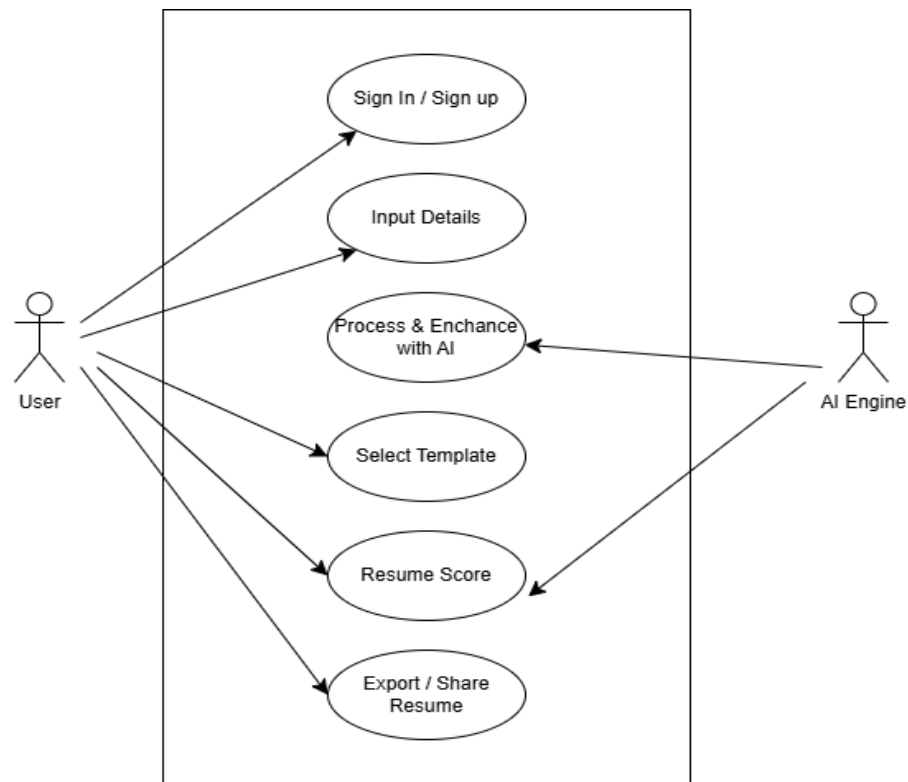 Sign In / Sign up
Input Details
Process & Enchance
with AI
User
AI Engine
Select Template
Resume Score
Export / Share
Resume